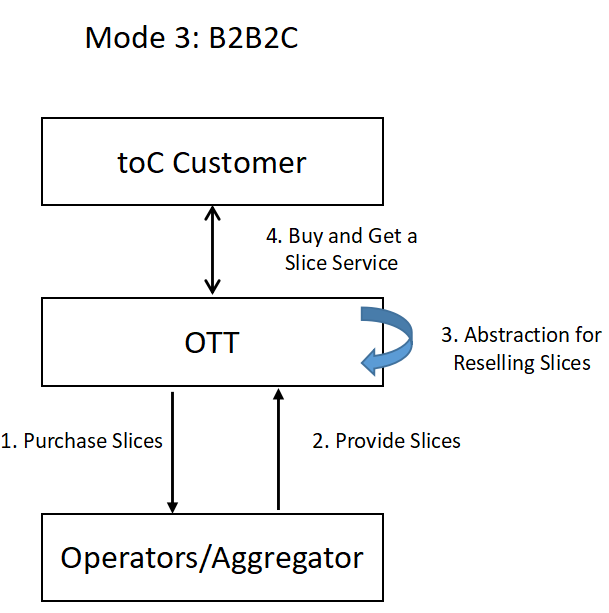 Mode 3: B2B2C
toC Customer
4. Buy and Get a
Slice Service
OTT
3. Abstraction for
Reselling Slices
1. Purchase Slices
2. Provide Slices
Operators/Aggregator